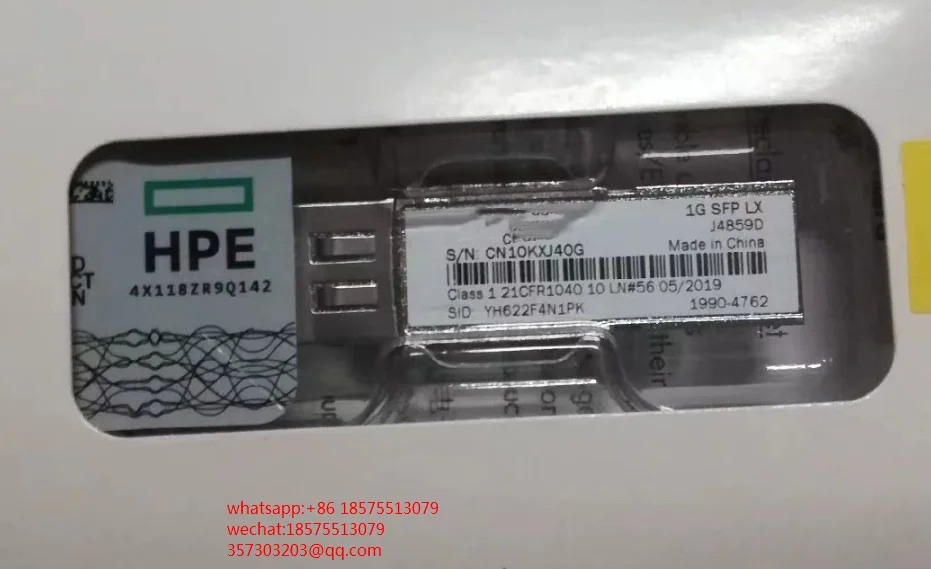 HPE
4X118ZR9Q142
1G SFP LX
J4859D
S/N: CN10KXJ40G
Made in China
Class 1 21CFR1040 10 LN#56 05/2019
SID: YH622F4N1PK
1990-4762
their
whatsapp:+86 18575513079
wechat:18575513079
357303203@qq.com